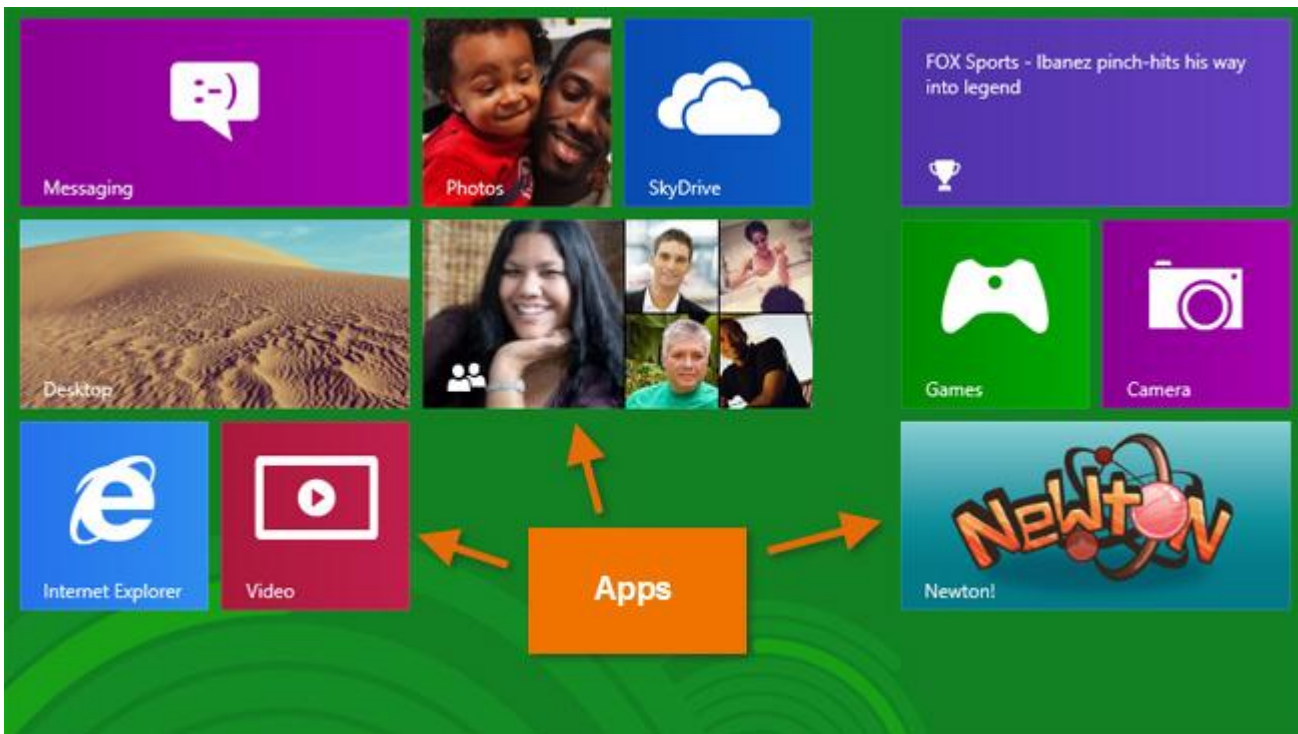 :-)
Messaging
Photos
SkyDrive
FOX Sports - Ibanez pinch-hits his way
into legend
Desktop
Games
Camera
Internet Explorer
Video
Apps
NEWTON
Newton!